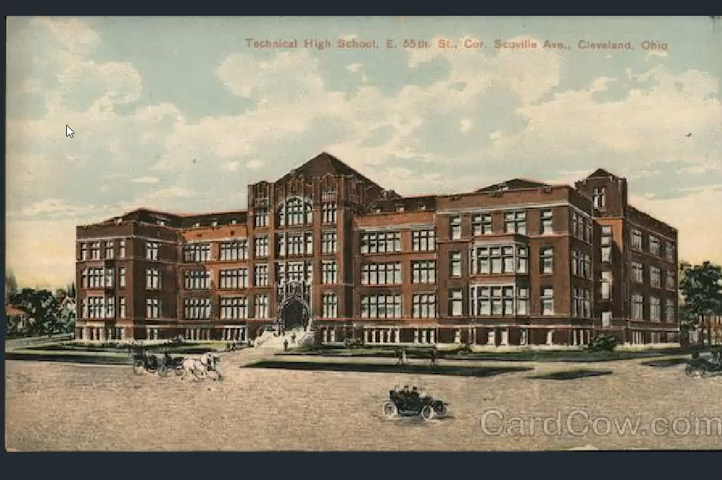 Technical High School, E. 55th St., Cor. Scoville Ave., Cleveland, Ohio
CardCow.com